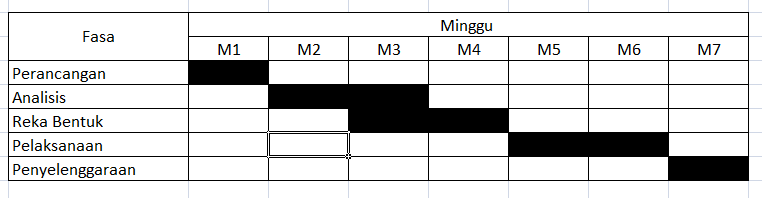 Fasa
Minggu
M1 M2 M3 M4 M5 M6 M7
Perancangan
Analisis
Reka Bentuk
Pelaksanaan
Penyelenggaraan